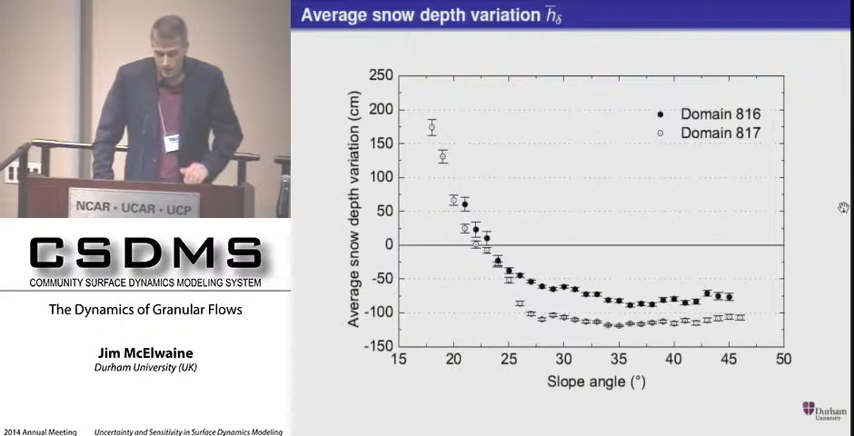 Average snow depth variation h̅δ
NCAR • UCAR • UCP
CSDMS
COMMUNITY SURFACE DYNAMICS MODELING SYSTEM
The Dynamics of Granular Flows
Jim McElwaine
Durham University (UK)
2014 Annual Meeting
Uncertainty and Sensitivity in Surface Dynamics Modeling
Average snow depth variation (cm)
250
200
150
100
50
0
-50
-100
-150
Domain 816
Domain 817
15 20 25 30 35 40 45 50
Slope angle (°)
Durham
University